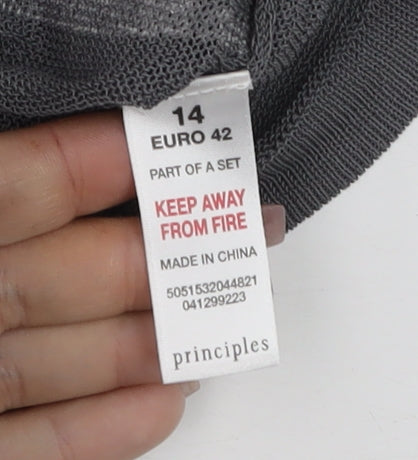 14
EURO 42
PART OF A SET
KEEP AWAY
FROM FIRE
MADE IN CHINA
5051532044821
041299223
principles